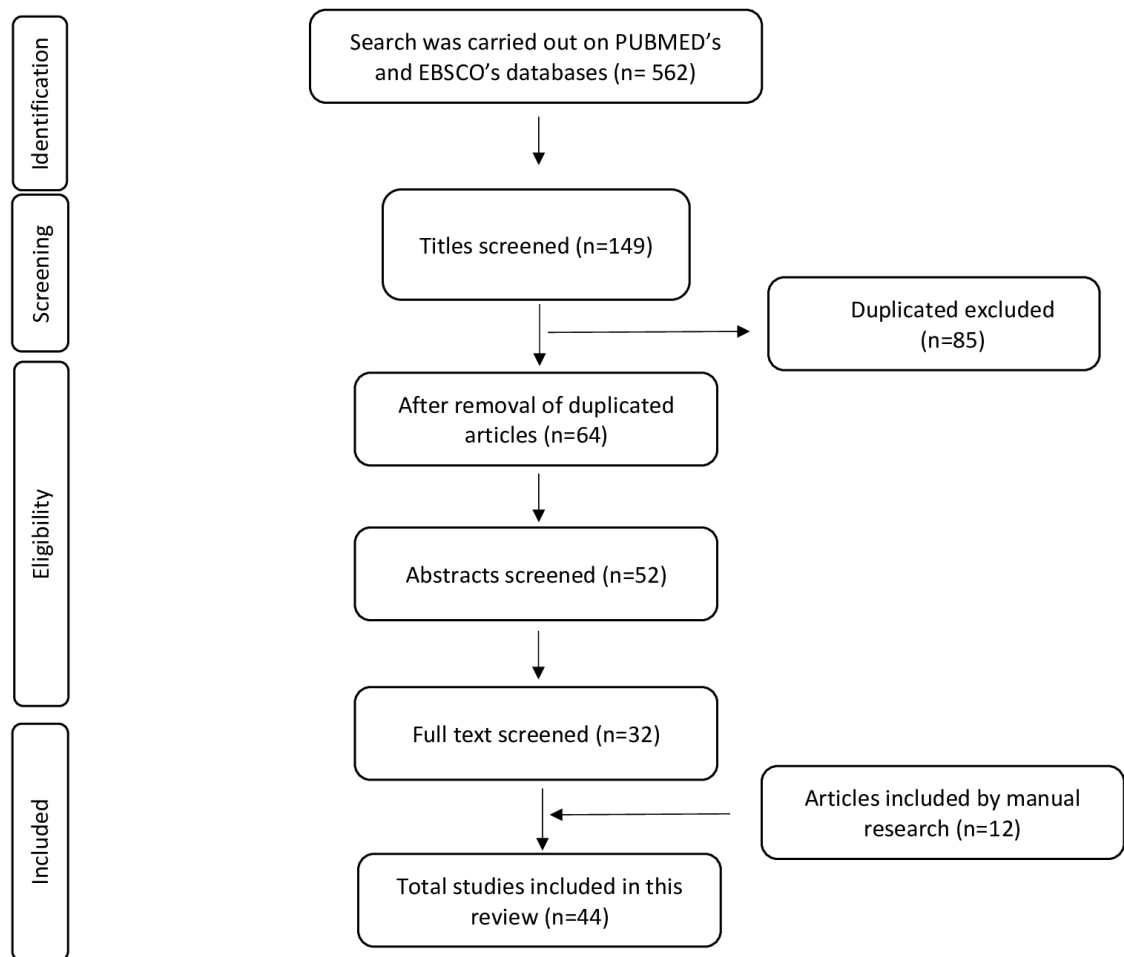 Identification
Search was carried out on PUBMED's
and EBSCO's databases (n= 562)
Screening
Titles screened (n=149)
Duplicated excluded
(n=85)
Eligibility
After removal of duplicated
articles (n=64)
Abstracts screened (n=52)
Full text screened (n=32)
Included
Articles included by manual
research (n=12)
Total studies included in this
review (n=44)